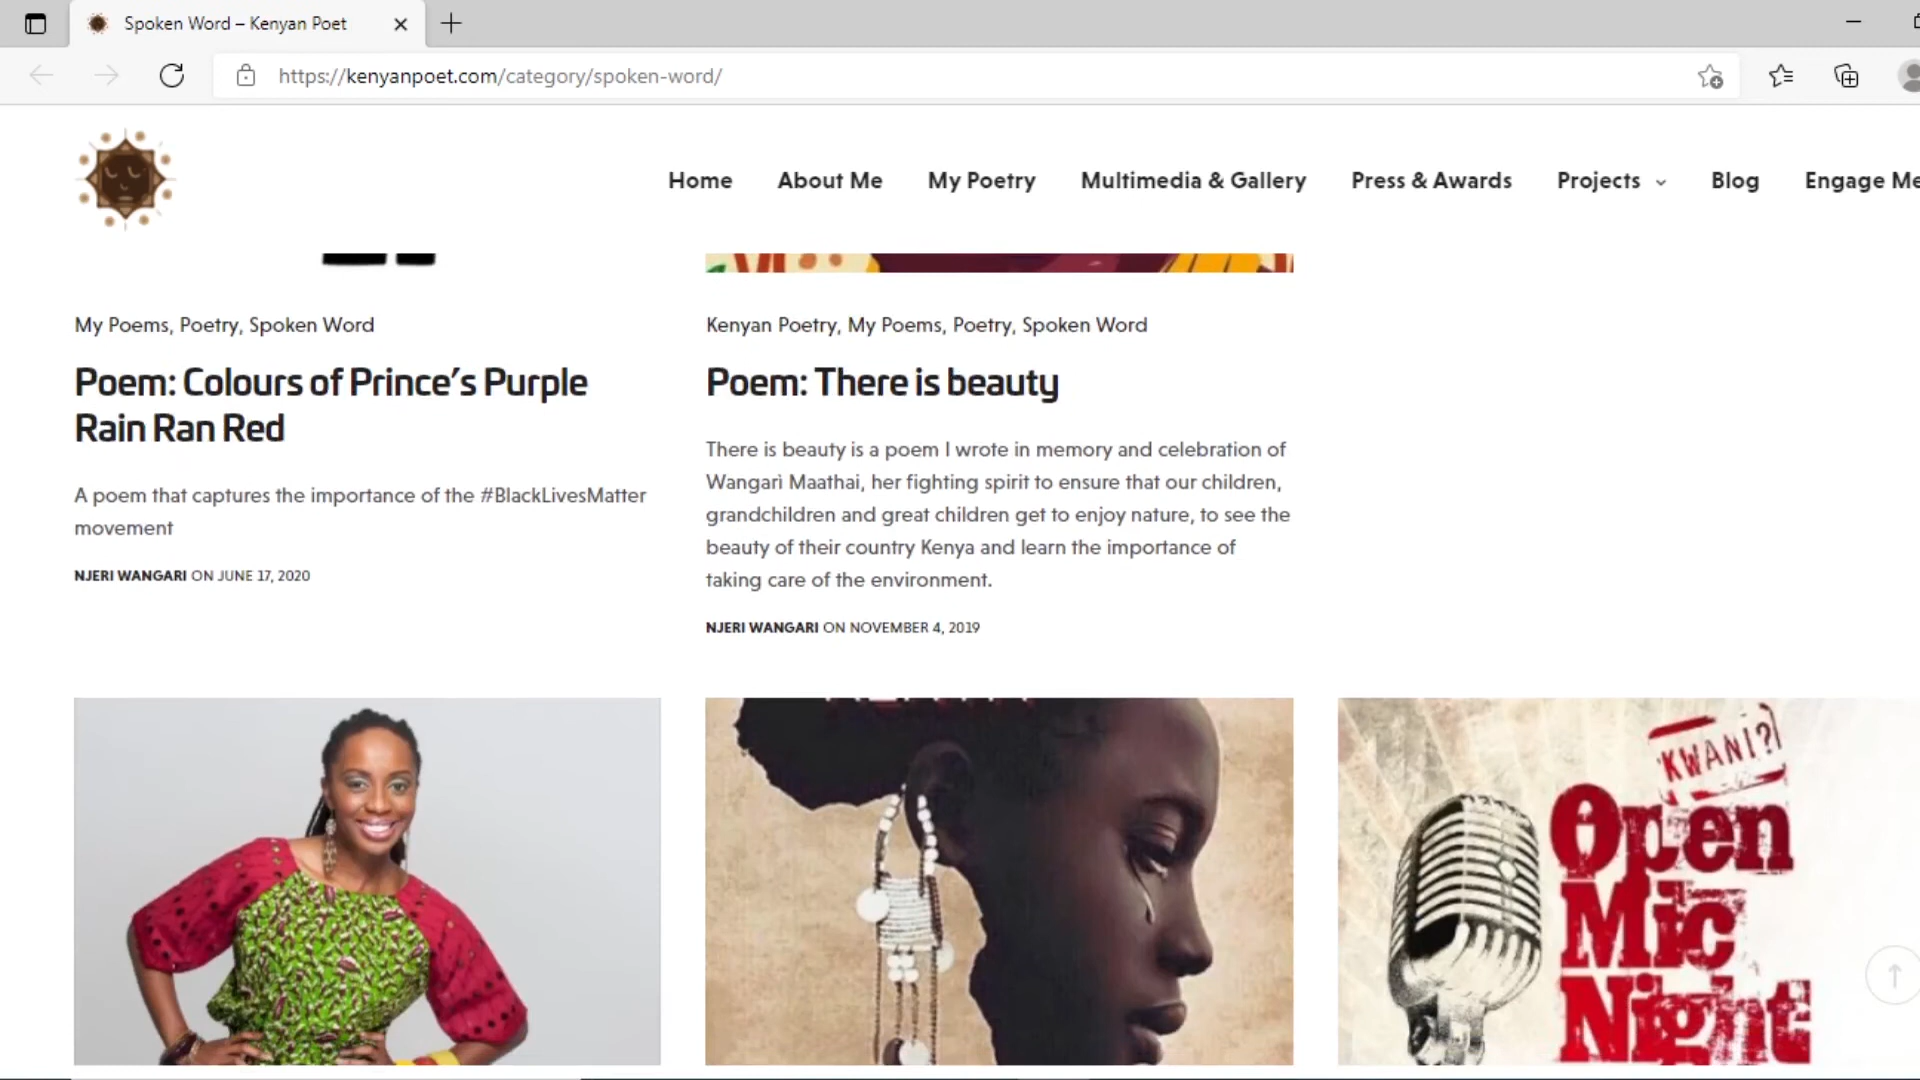 Spoken Word – Kenyan Poet
https://kenyanpoet.com/category/spoken-word/
Home About Me My Poetry Multimedia & Gallery Press & Awards Projects Blog Engage Me
My Poems, Poetry, Spoken Word
Poem: Colours of Prince’s Purple
Rain Ran Red
A poem that captures the importance of the #BlackLivesMatter
movement
NJERI WANGARI ON JUNE 17, 2020
Kenyan Poetry, My Poems, Poetry, Spoken Word
Poem: There is beauty
There is beauty is a poem I wrote in memory and celebration of
Wangari Maathai, her fighting spirit to ensure that our children,
grandchildren and great children get to enjoy nature, to see the
beauty of their country Kenya and learn the importance of
taking care of the environment.
NJERI WANGARI ON NOVEMBER 4, 2019
KWANI?
Open
Mic
Night